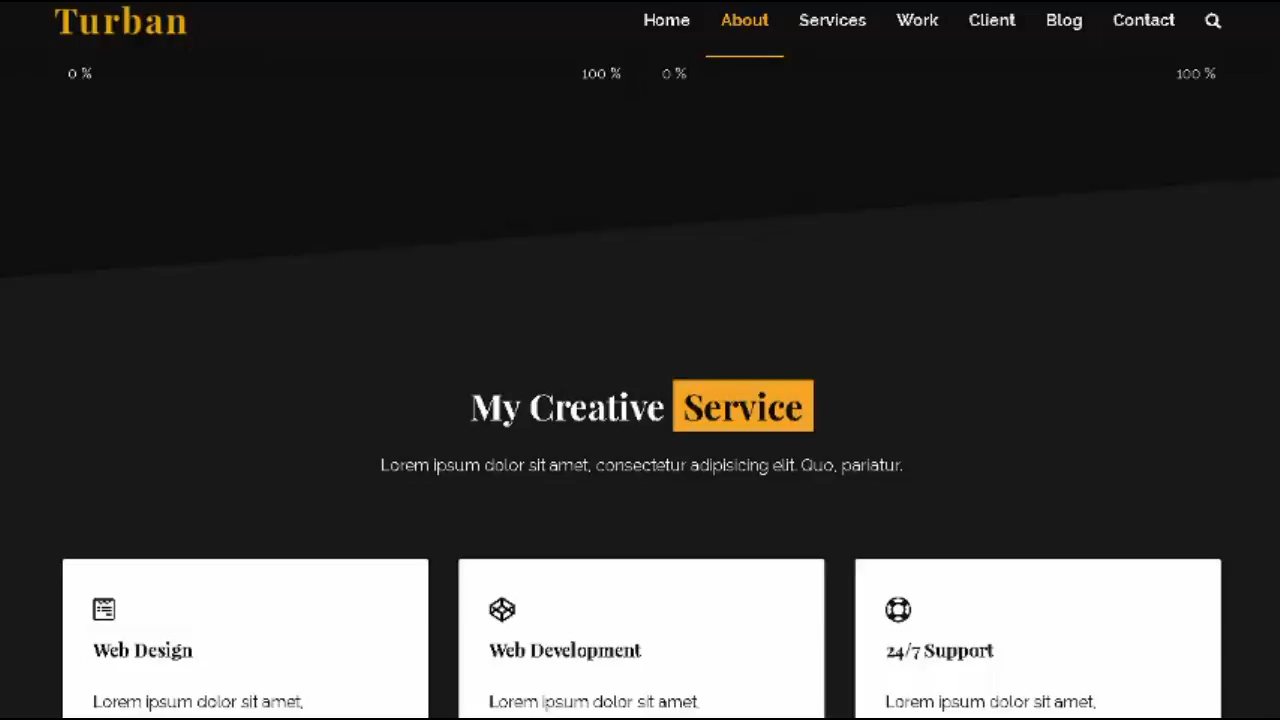 Turban
Home About Services Work Client Blog Contact
0 % 100 % 0 % 100 %
My Creative Service
Lorem ipsum dolor sit amet, consectetur adipisicing elit. Quo, pariatur.
Web Design
Lorem ipsum dolor sit amet,
Web Development
Lorem ipsum dolor sit amet,
24/7 Support
Lorem ipsum dolor sit amet,